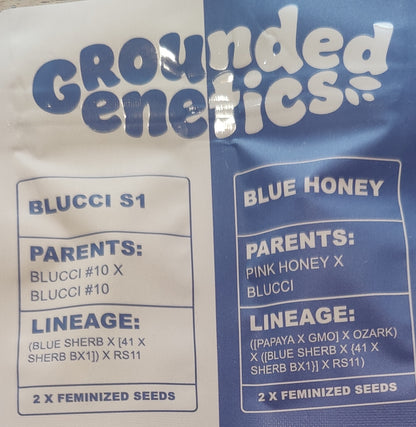 Grounded
enetics
BLUCCI S1
PARENTS:
BLUCCI #10 X
BLUCCI #10
LINEAGE:
(BLUE SHERB X [41 X
SHERB BX1]) X RS11
2 X FEMINIZED SEEDS
BLUE HONEY
PARENTS:
PINK HONEY X
BLUCCI
LINEAGE:
([PAPAYA X GMO] X OZARK)
X ([BLUE SHERB X {41 X
SHERB BX1}] X RS11)
2 X FEMINIZED SEEDS